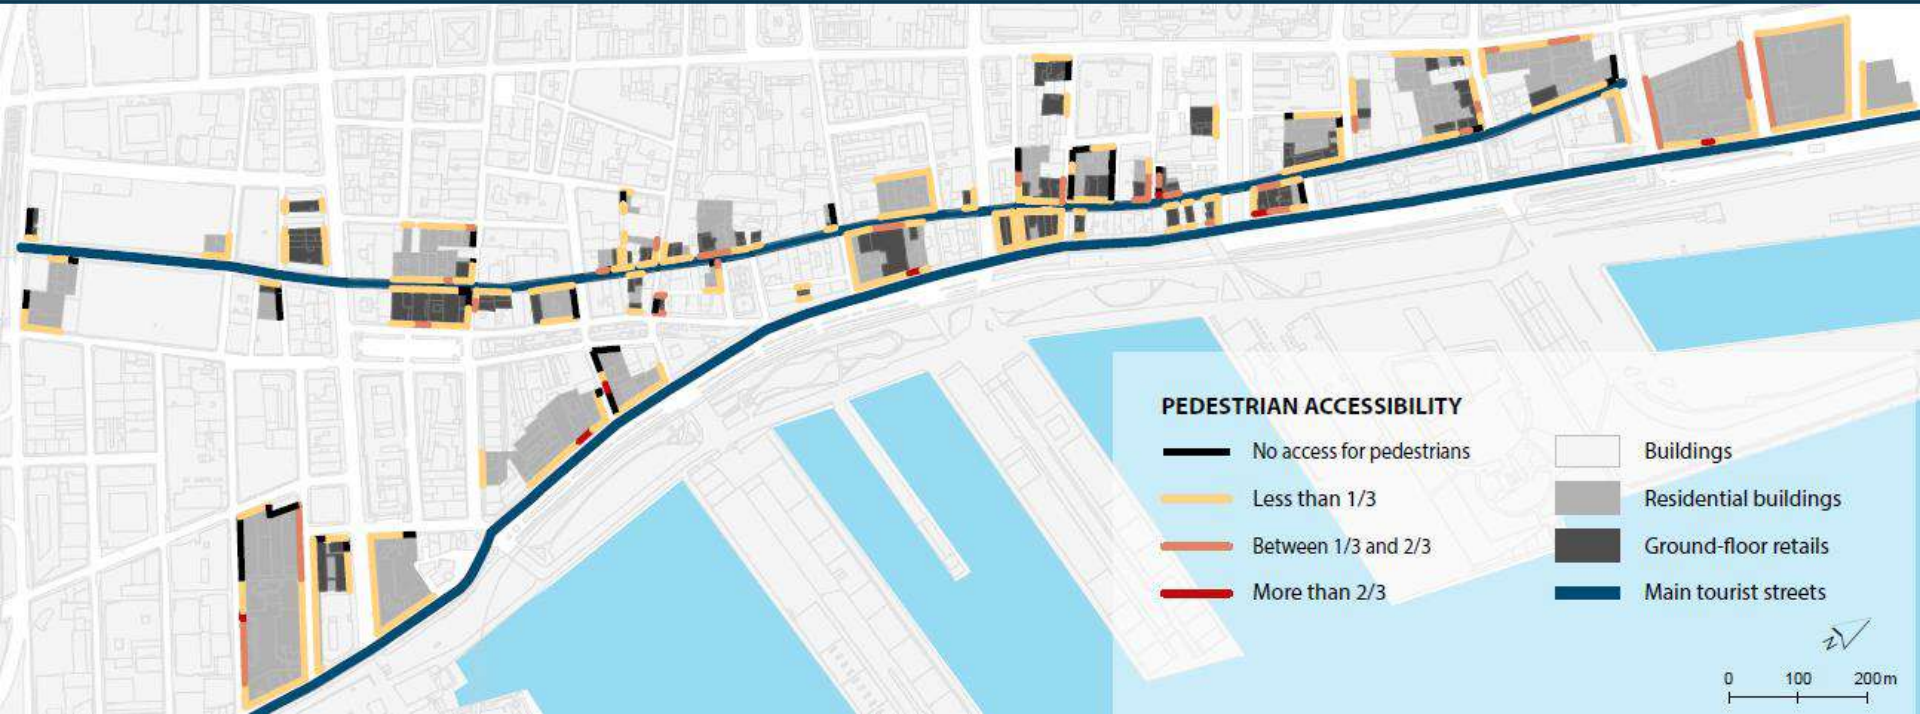 PEDESTRIAN ACCESSIBILITY
No access for pedestrians
Less than 1/3
Between 1/3 and 2/3
More than 2/3
Buildings
Residential buildings
Ground-floor retails
Main tourist streets
N
0 100 200 m